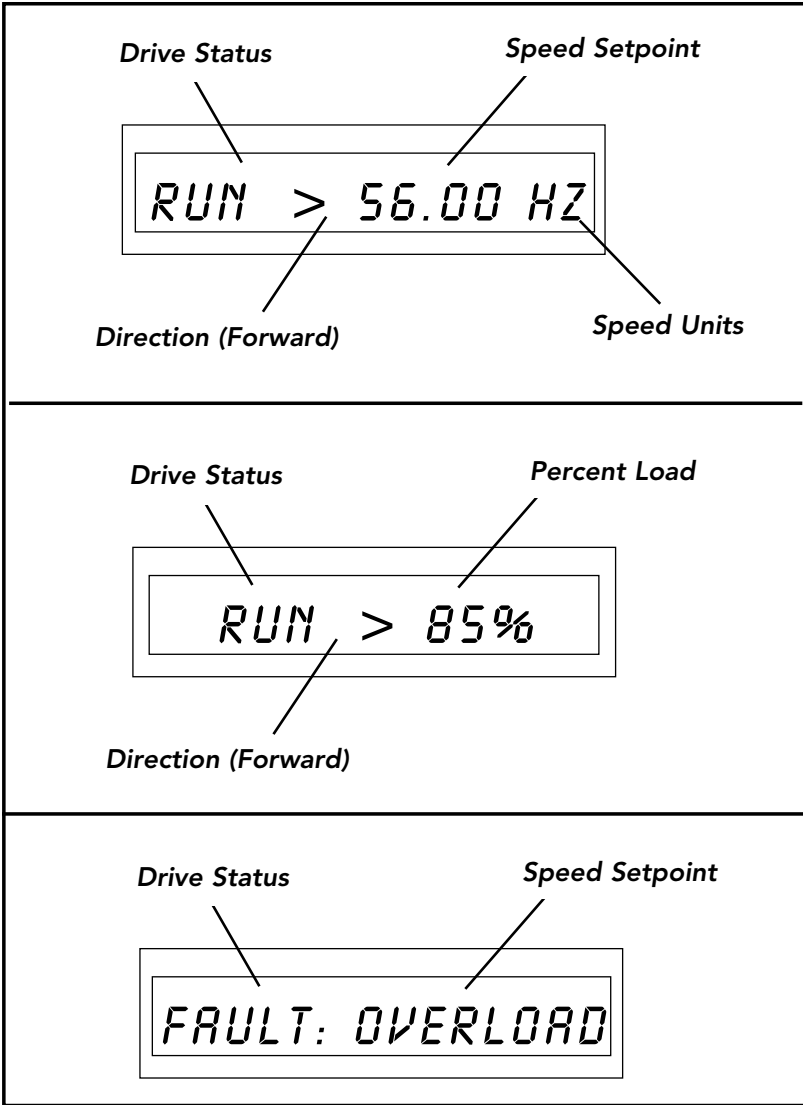 Drive Status Speed Setpoint
RUN > 56.00 HZ
Direction (Forward) Speed Units
Drive Status Percent Load
RUN > 85%
Direction (Forward)
Drive Status Speed Setpoint
FAULT: OVERLOAD